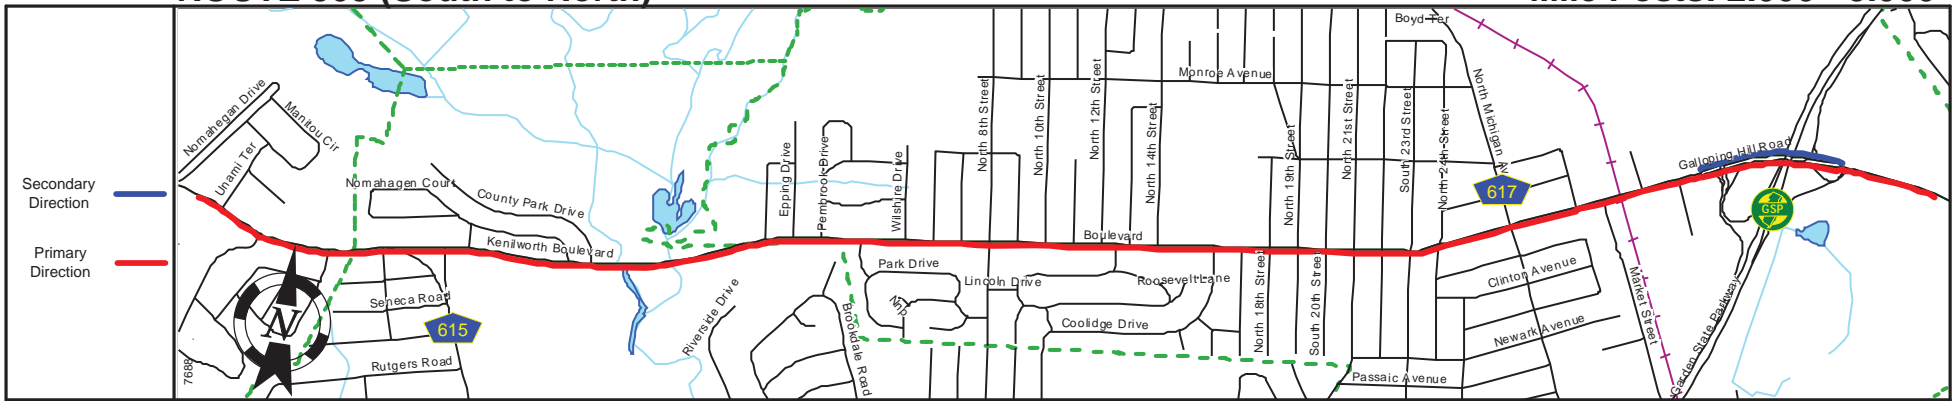 Secondary
Direction
Primary
Direction
Nomahegan Drive
Manitou Cir
Unami Ter
Nomahagen Court
County Park Drive
Kenilworth Boulevard
Seneca Road
615
Rutgers Road
7688
N
Riverside Drive
Epping Drive
Pembrook Drive
Wilshire Drive
Brookdale Road
Park Drive
Lincoln Drive
Roosevelt Lane
Coolidge Drive
Boulevard
Monroe Avenue
North 8th Street
North 10th Street
North 12th Street
North 14th Street
North 19th Street
North 21st Street
South 23rd Street
North 24th Street
North 18th Street
South 20th Street
Boyd Ter
North Michigan Av
617
Clinton Avenue
Newark Avenue
Passaic Avenue
Market Street
Galloping Hill Road
GSP
Garden State Parkway